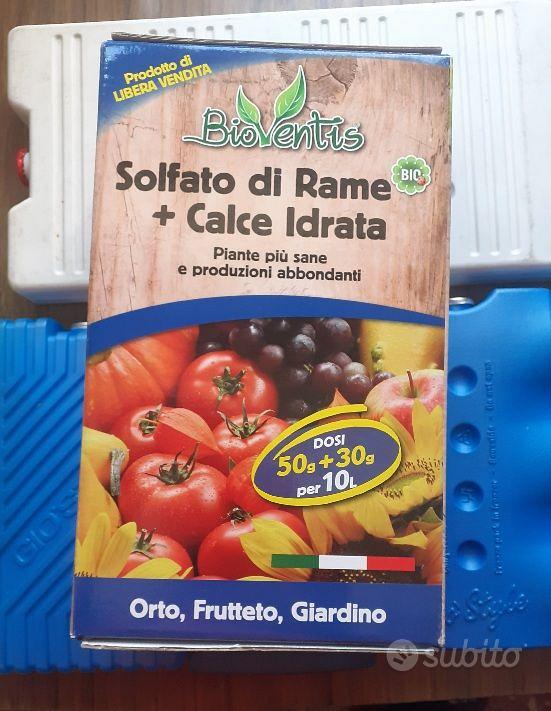 Prodotto di
LIBERA VENDITA
BioVentis
Solfato di Rame
+ Calce Idrata
BIO
Piante più sane
e produzioni abbondanti
DOSI
50g+30g
per 10L
Orto, Frutteto, Giardino
Style
subito